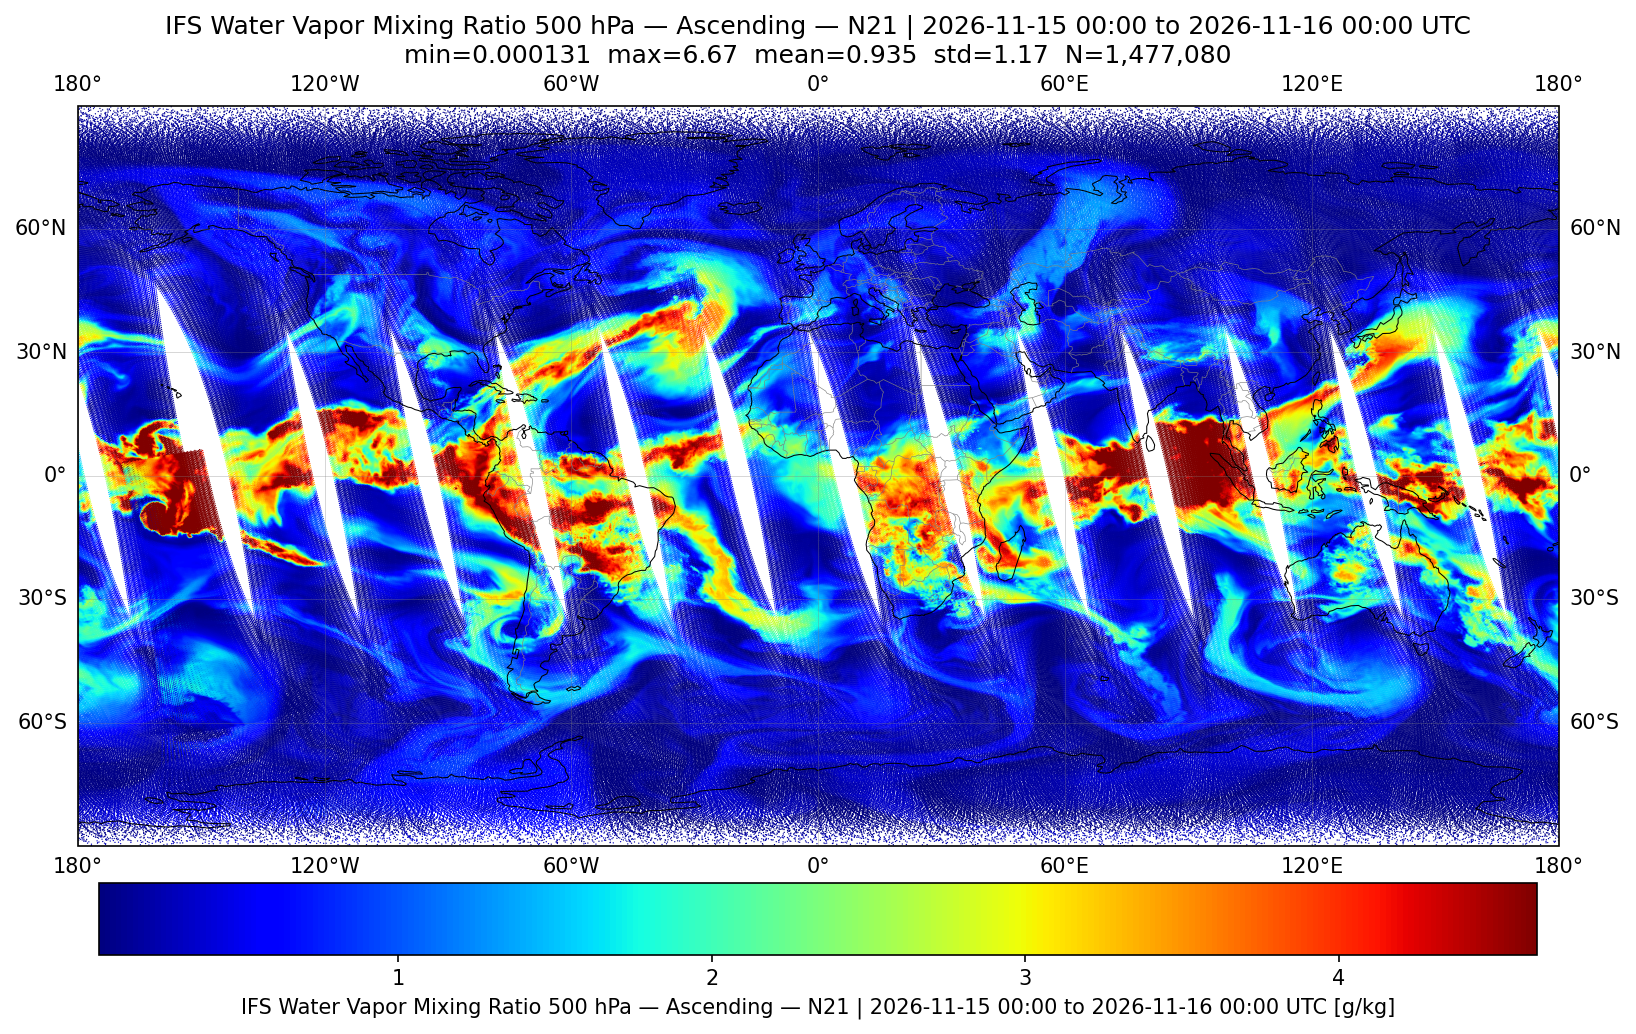 IFS Water Vapor Mixing Ratio 500 hPa — Ascending — N21 | 2026-11-15 00:00 to 2026-11-16 00:00 UTC
min=0.000131  max=6.67  mean=0.935  std=1.17  N=1,477,080
180° 120°W 60°W 0° 60°E 120°E 180°
60°N 60°N
30°N 30°N
0° 0°
30°S 30°S
60°S 60°S
180° 120°W 60°W 0° 60°E 120°E 180°
1 2 3 4
IFS Water Vapor Mixing Ratio 500 hPa — Ascending — N21 | 2026-11-15 00:00 to 2026-11-16 00:00 UTC [g/kg]